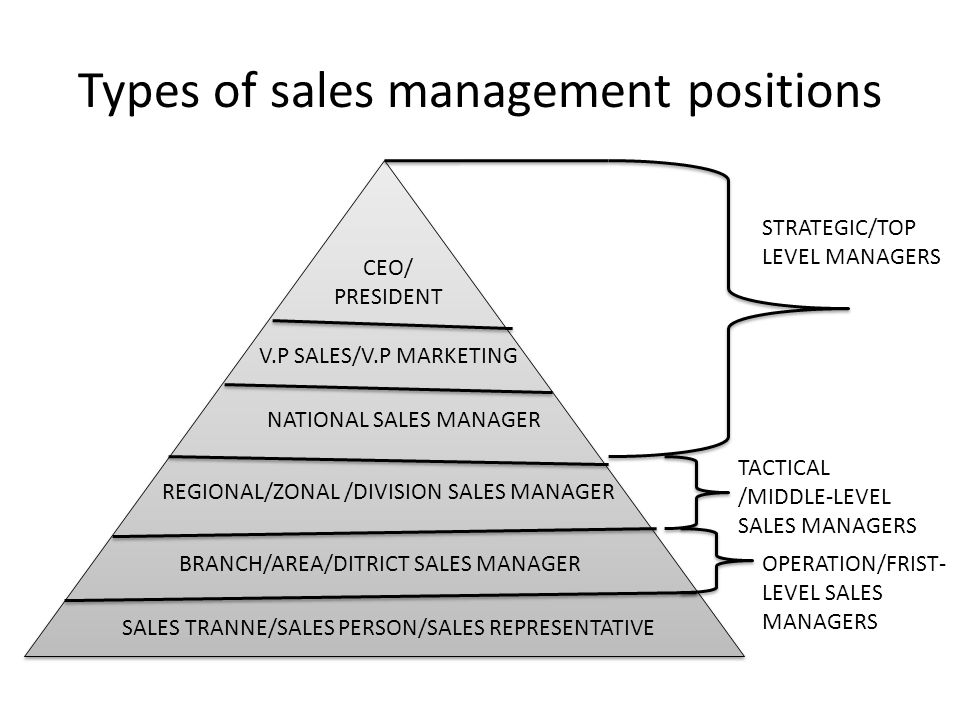 Types of sales management positions
STRATEGIC/TOP
LEVEL MANAGERS
CEO/
PRESIDENT
V.P SALES/V.P MARKETING
NATIONAL SALES MANAGER
TACTICAL
/MIDDLE-LEVEL
SALES MANAGERS
REGIONAL/ZONAL /DIVISION SALES MANAGER
BRANCH/AREA/DITRICT SALES MANAGER
OPERATION/FRIST-
LEVEL SALES
MANAGERS
SALES TRANNE/SALES PERSON/SALES REPRESENTATIVE